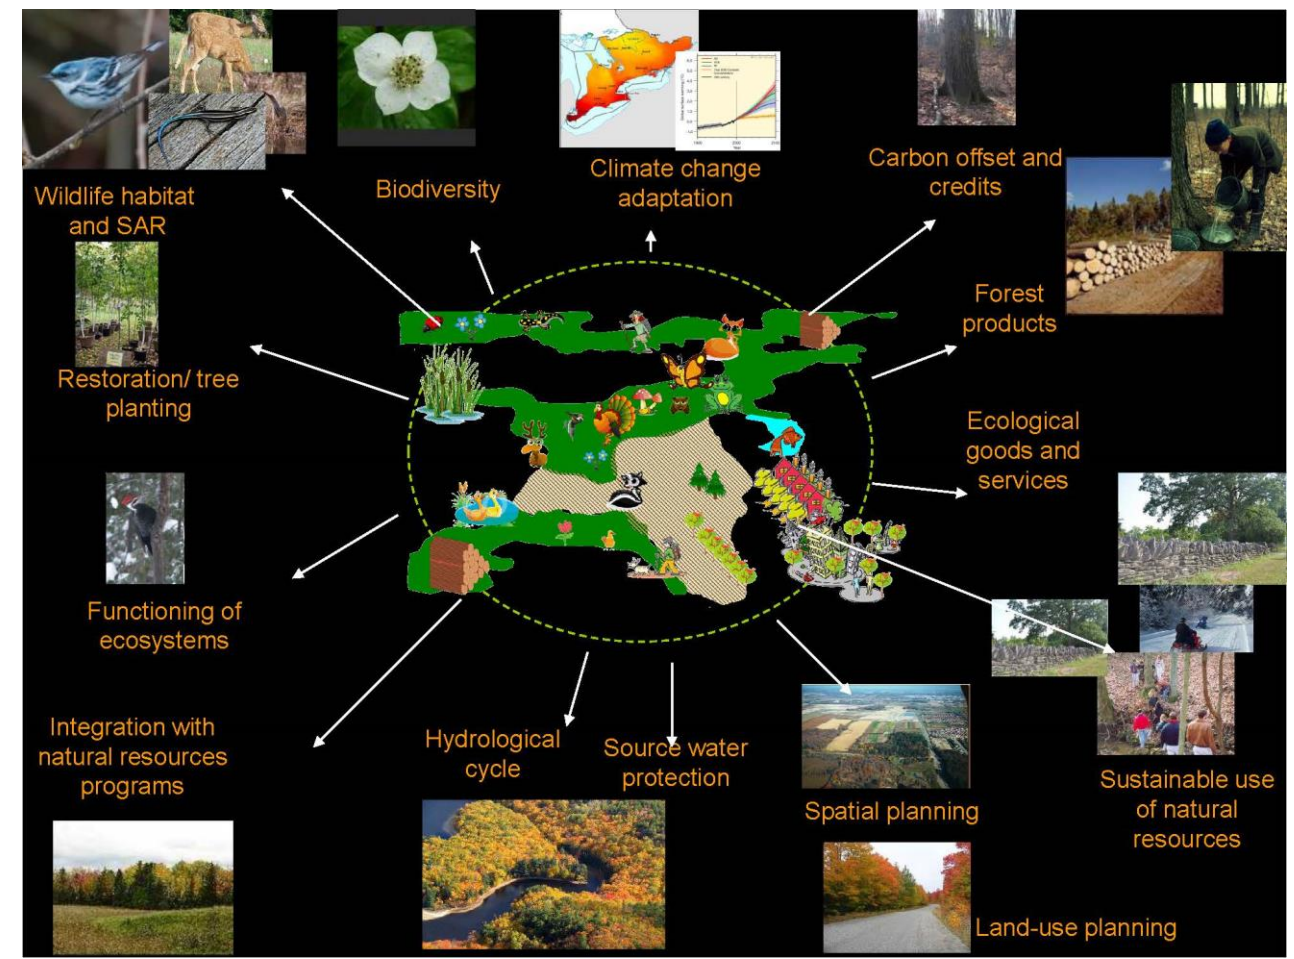 Climate change
adaptation
Carbon offset and
credits
Biodiversity
Wildlife habitat
and SAR
Forest
products
Restoration/ tree
planting
Ecological
goods and
services
Functioning of
ecosystems
Integration with
natural resources
programs
Hydrological
cycle
Source water
protection
Spatial planning
Sustainable use
of natural
resources
Land-use planning